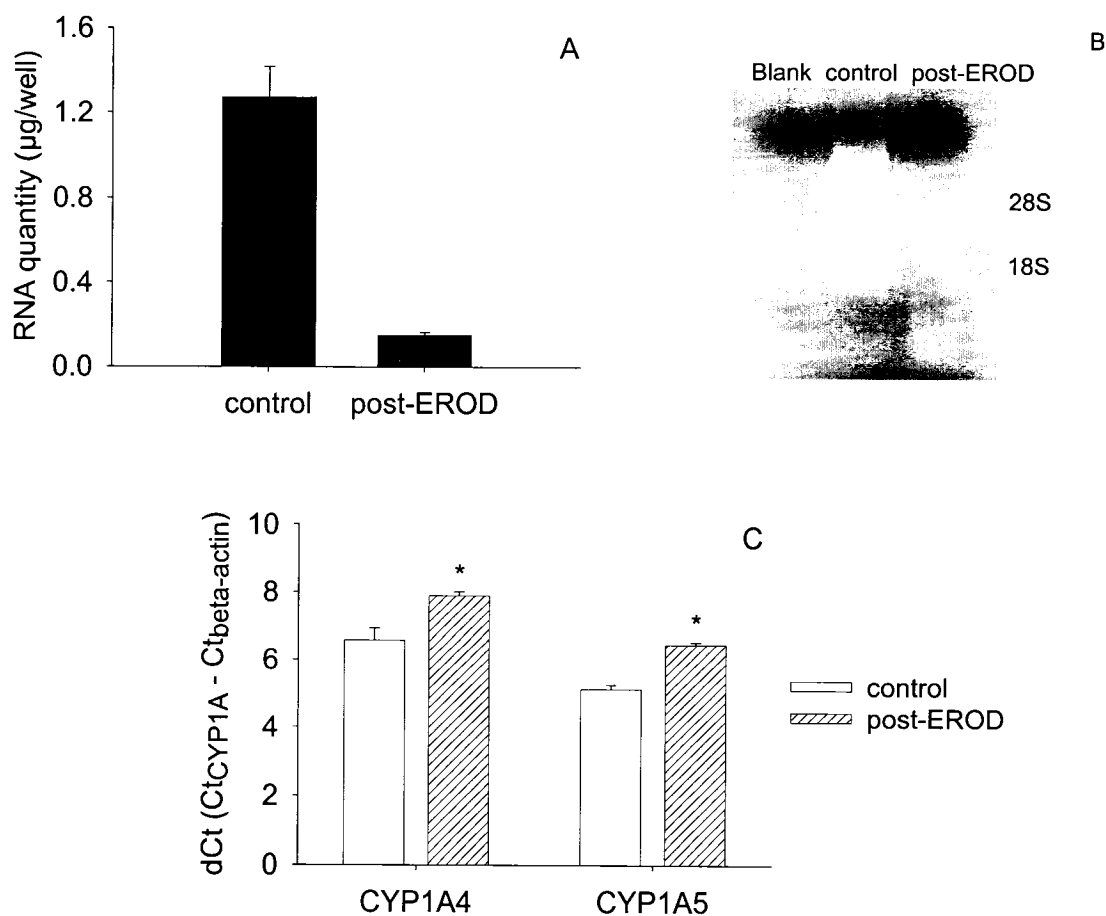 A
RNA quantity (µg/well)
1.6
1.2
0.8
0.4
0.0
control post-EROD
B
Blank control post-EROD
28S
18S
C
dCt (CtCYP1A - Ctbeta-actin)
10
8
6
4
2
0
* *
CYP1A4 CYP1A5
control
post-EROD